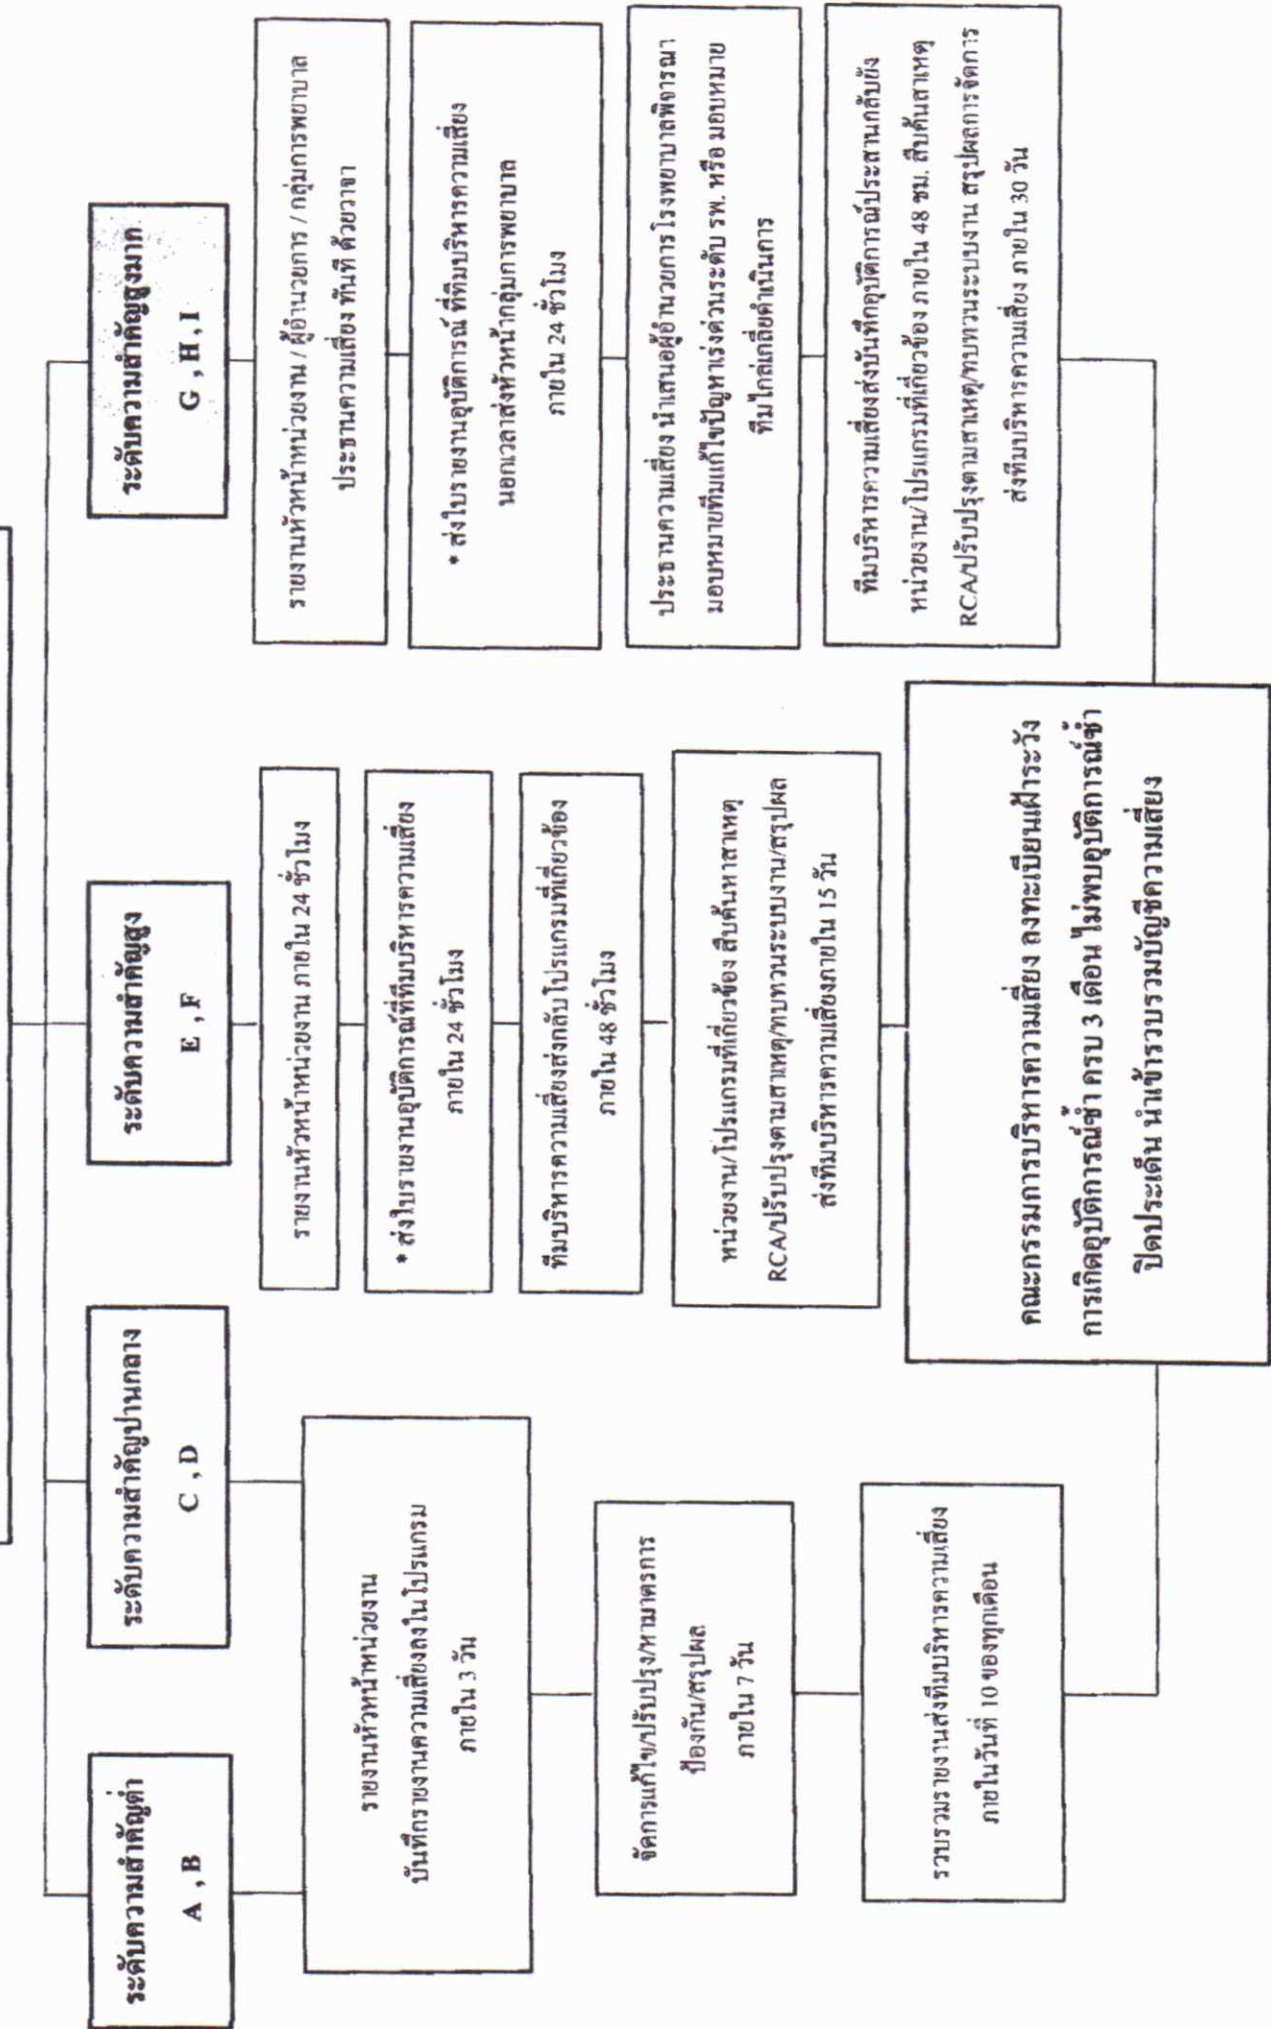 ระดับความสำคัญต่ำ
A , B
ระดับความสำคัญปานกลาง
C , D
รายงานหัวหน้าหน่วยงาน
บันทึกรายงานความเสี่ยงลงในโปรแกรม
ภายใน 3 วัน
จัดการแก้ไข/ปรับปรุง/หามาตรการ
ป้องกัน/สรุปผล
ภายใน 7 วัน
รวบรวมรายงานส่งทีมบริหารความเสี่ยง
ภายในวันที่ 10 ของทุกเดือน
ระดับความสำคัญสูง
E , F
รายงานหัวหน้าหน่วยงาน ภายใน 24 ชั่วโมง
* ส่งใบรายงานอุบัติการณ์ที่ทีมบริหารความเสี่ยง
ภายใน 24 ชั่วโมง
ทีมบริหารความเสี่ยงส่งกลับโปรแกรมที่เกี่ยวข้อง
ภายใน 48 ชั่วโมง
หน่วยงาน/โปรแกรมที่เกี่ยวข้อง สืบค้นหาสาเหตุ
RCA/ปรับปรุงตามสาเหตุ/ทบทวนระบบงาน/สรุปผล
ส่งทีมบริหารความเสี่ยงภายใน 15 วัน
ระดับความสำคัญสูงมาก
G , H , I
รายงานหัวหน้าหน่วยงาน / ผู้อำนวยการ / กลุ่มการพยาบาล
ประธานความเสี่ยง ทันที ด้วยวาจา
* ส่งใบรายงานอุบัติการณ์ ที่ทีมบริหารความเสี่ยง
นอกเวลาส่งหัวหน้ากลุ่มการพยาบาล
ภายใน 24 ชั่วโมง
ประธานความเสี่ยง นำเสนอผู้อำนวยการโรงพยาบาลพิจารณา
มอบหมายทีมแก้ไขปัญหาเร่งด่วนระดับ รพ. หรือ มอบหมาย
ทีมไกล่เกลี่ยดำเนินการ
ทีมบริหารความเสี่ยงส่งบันทึกอุบัติการณ์ประสานกลับยัง
หน่วยงาน/โปรแกรมที่เกี่ยวข้อง ภายใน 48 ชม. สืบค้นสาเหตุ
RCA/ปรับปรุงตามสาเหตุ/ทบทวนระบบงาน สรุปผลการจัดการ
ส่งทีมบริหารความเสี่ยง ภายใน 30 วัน
คณะกรรมการบริหารความเสี่ยง ลงทะเบียนเฝ้าระวัง
การเกิดอุบัติการณ์ซ้ำ ครบ 3 เดือน ไม่พบอุบัติการณ์ซ้ำ
ปิดประเด็น นำเข้ารวบรวมบัญชีความเสี่ยง